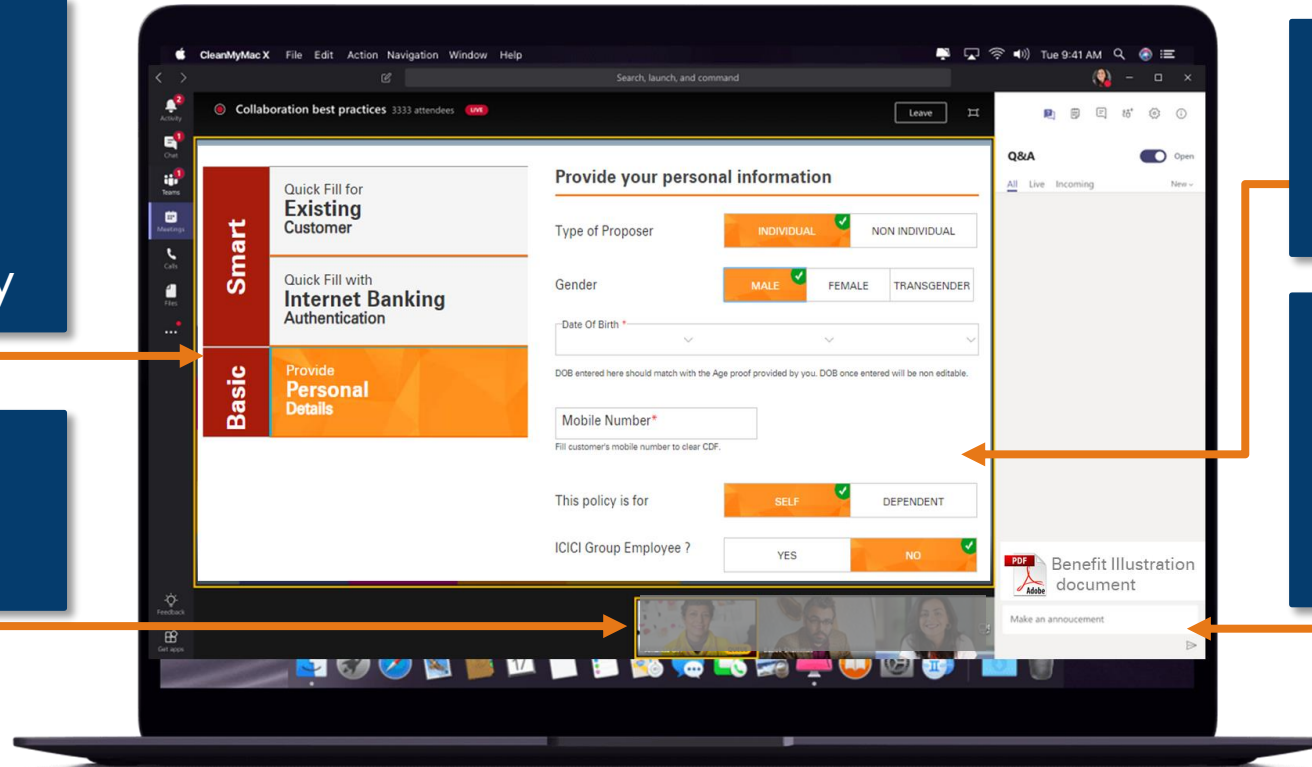 y
CleanMyMac X File Edit Action Navigation Window Help
Tue 9:41 AM
Search, launch, and command
Activity
Chat
Teams
Meetings
Calls
Files
Feedback
Get apps
Collaboration best practices 3333 attendees LIVE
Leave
Smart
Quick Fill for
Existing
Customer
Quick Fill with
Internet Banking
Authentication
Basic
Provide
Personal
Details
Provide your personal information
Type of Proposer INDIVIDUAL NON INDIVIDUAL
Gender MALE FEMALE TRANSGENDER
Date Of Birth *
DOB entered here should match with the Age proof provided by you. DOB once entered will be non editable.
Mobile Number*
Fill customer's mobile number to clear CDF.
This policy is for SELF DEPENDENT
ICICI Group Employee ? YES NO
Q&A Open
All Live Incoming New
PDF
Adobe
Benefit Illustration
document
Make an annoucement
17